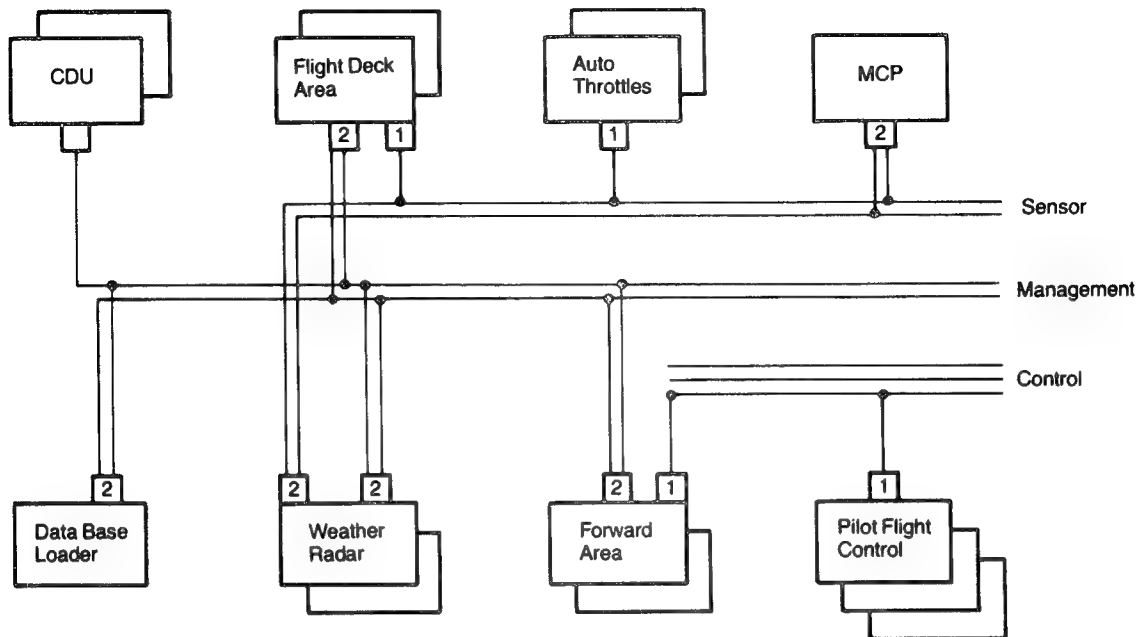 CDU
Flight Deck
Area
Auto
Throttles
MCP
2
1
1
2
Sensor
Management
Control
2
2
2
2
1
1
Data Base
Loader
Weather
Radar
Forward
Area
Pilot Flight
Control